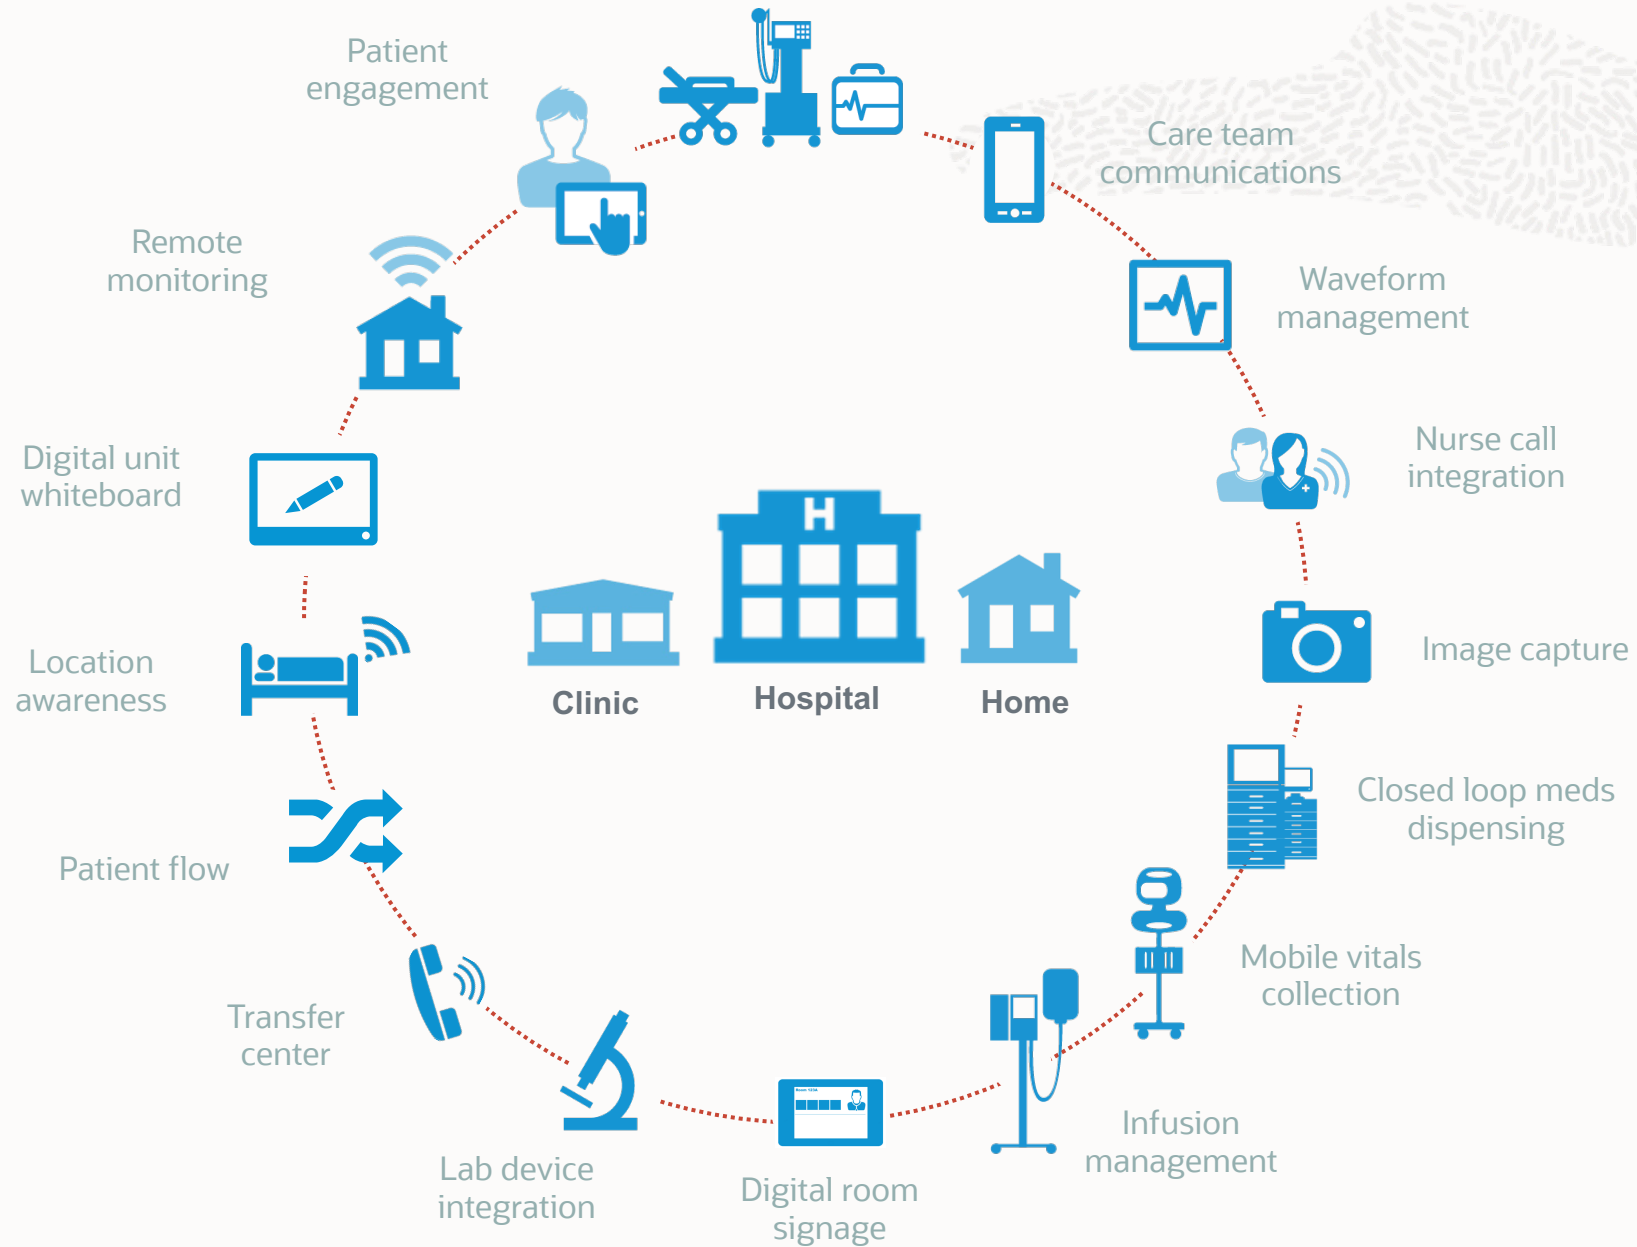 Patient
engagement
Care team
communications
Remote
monitoring
Waveform
management
Digital unit
whiteboard
Nurse call
integration
H
Location
awareness
Image capture
Clinic
Hospital
Home
Closed loop meds
dispensing
Patient flow
Mobile vitals
collection
Transfer
center
Infusion
management
Lab device
integration
Digital room
signage